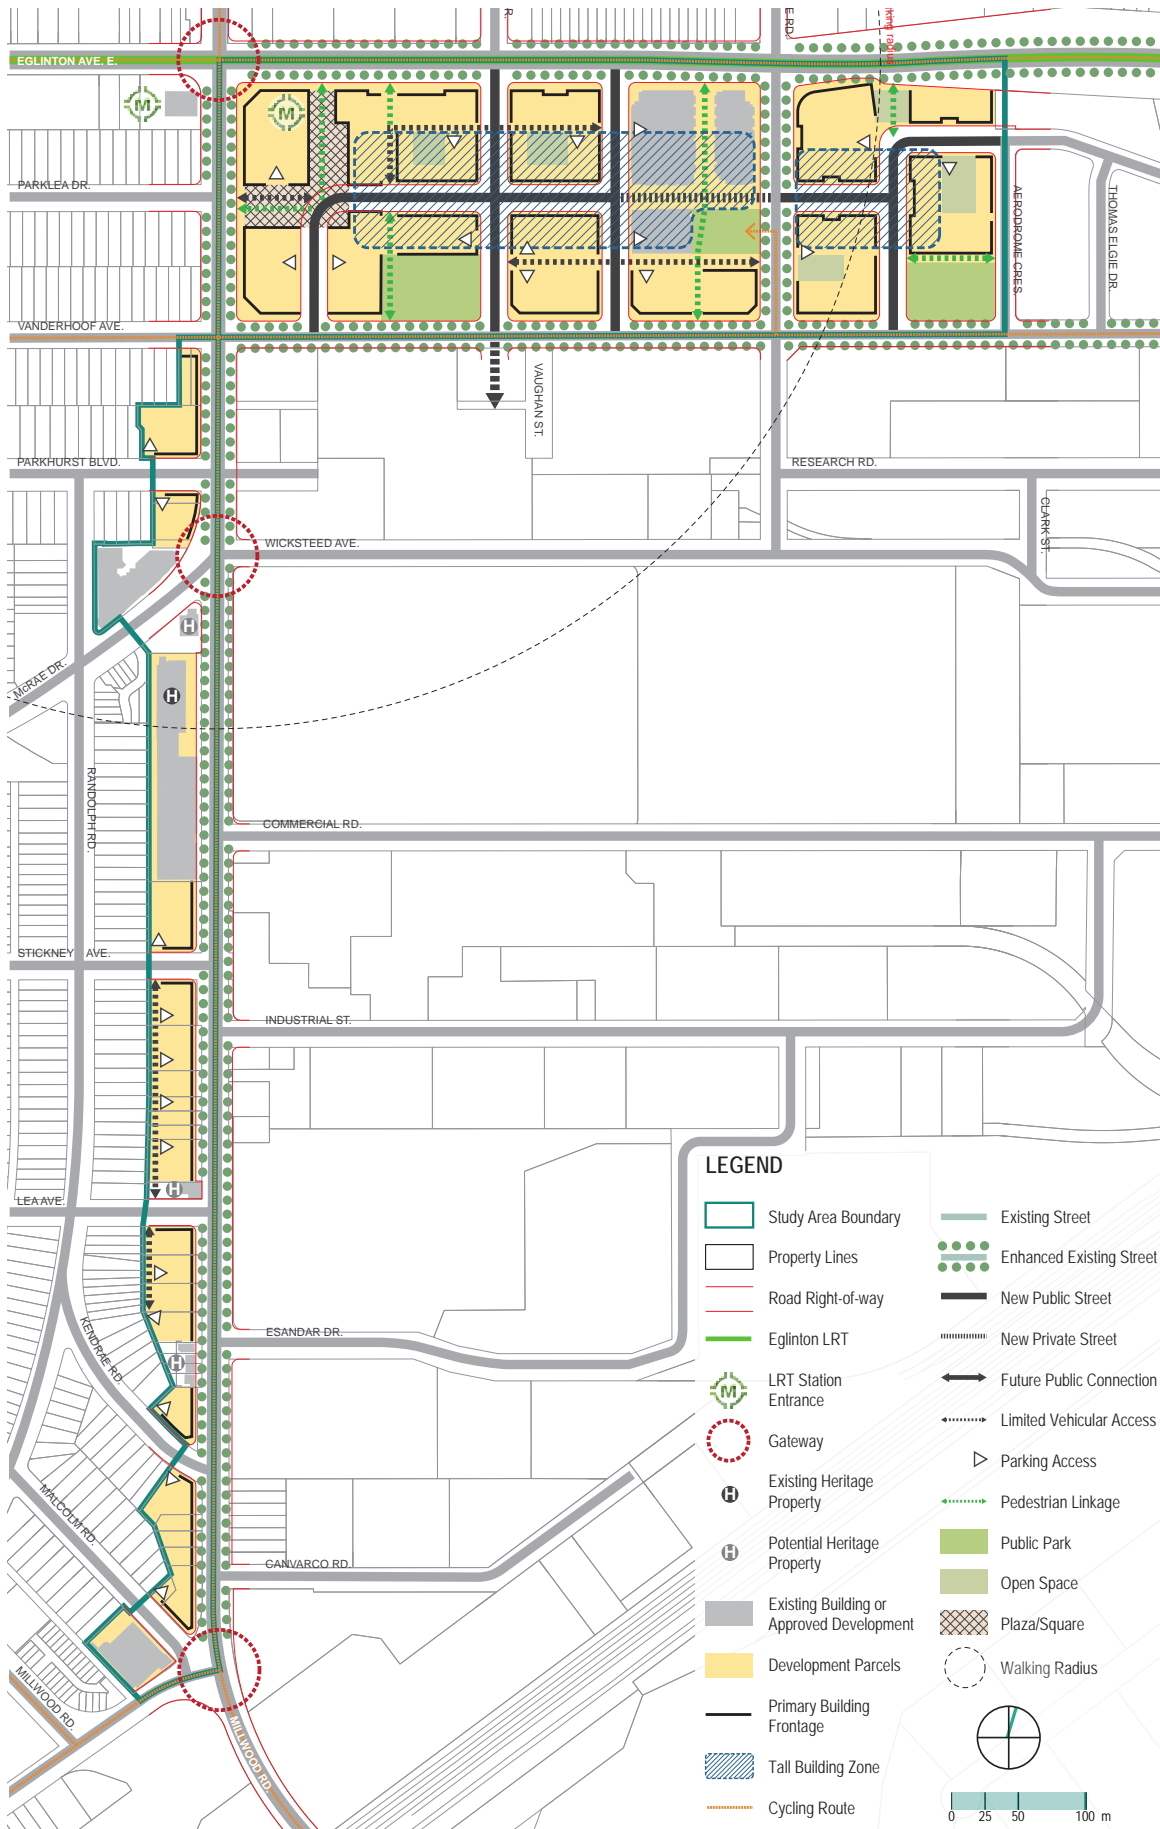 R.
E RD.
king radius
EGLINTON AVE. E.
M
M
PARKLEA DR.
AERODROME CRES.
THOMAS ELGIE DR.
VANDERHOOF AVE.
VAUGHAN ST.
PARKHURST BLVD.
RESEARCH RD.
CLARK ST.
WICKSTEED AVE.
H
McRAE DR.
H
RANDOLPH RD.
COMMERCIAL RD.
STICKNEY AVE.
INDUSTRIAL ST.
H
LEA AVE.
KENDRAE RD.
ESANDAR DR.
H
MALCOLM RD.
CANVARCO RD.
MILLWOOD RD.
MILLWOOD RD.
LEGEND
Study Area Boundary
Property Lines
Road Right-of-way
Eglinton LRT
M
LRT Station
Entrance
Gateway
H
Existing Heritage
Property
H
Potential Heritage
Property
Existing Building or
Approved Development
Development Parcels
Primary Building
Frontage
Tall Building Zone
Cycling Route
Existing Street
Enhanced Existing Street
New Public Street
New Private Street
Future Public Connection
Limited Vehicular Access
Parking Access
Pedestrian Linkage
Public Park
Open Space
Plaza/Square
Walking Radius
0 25 50 100 m